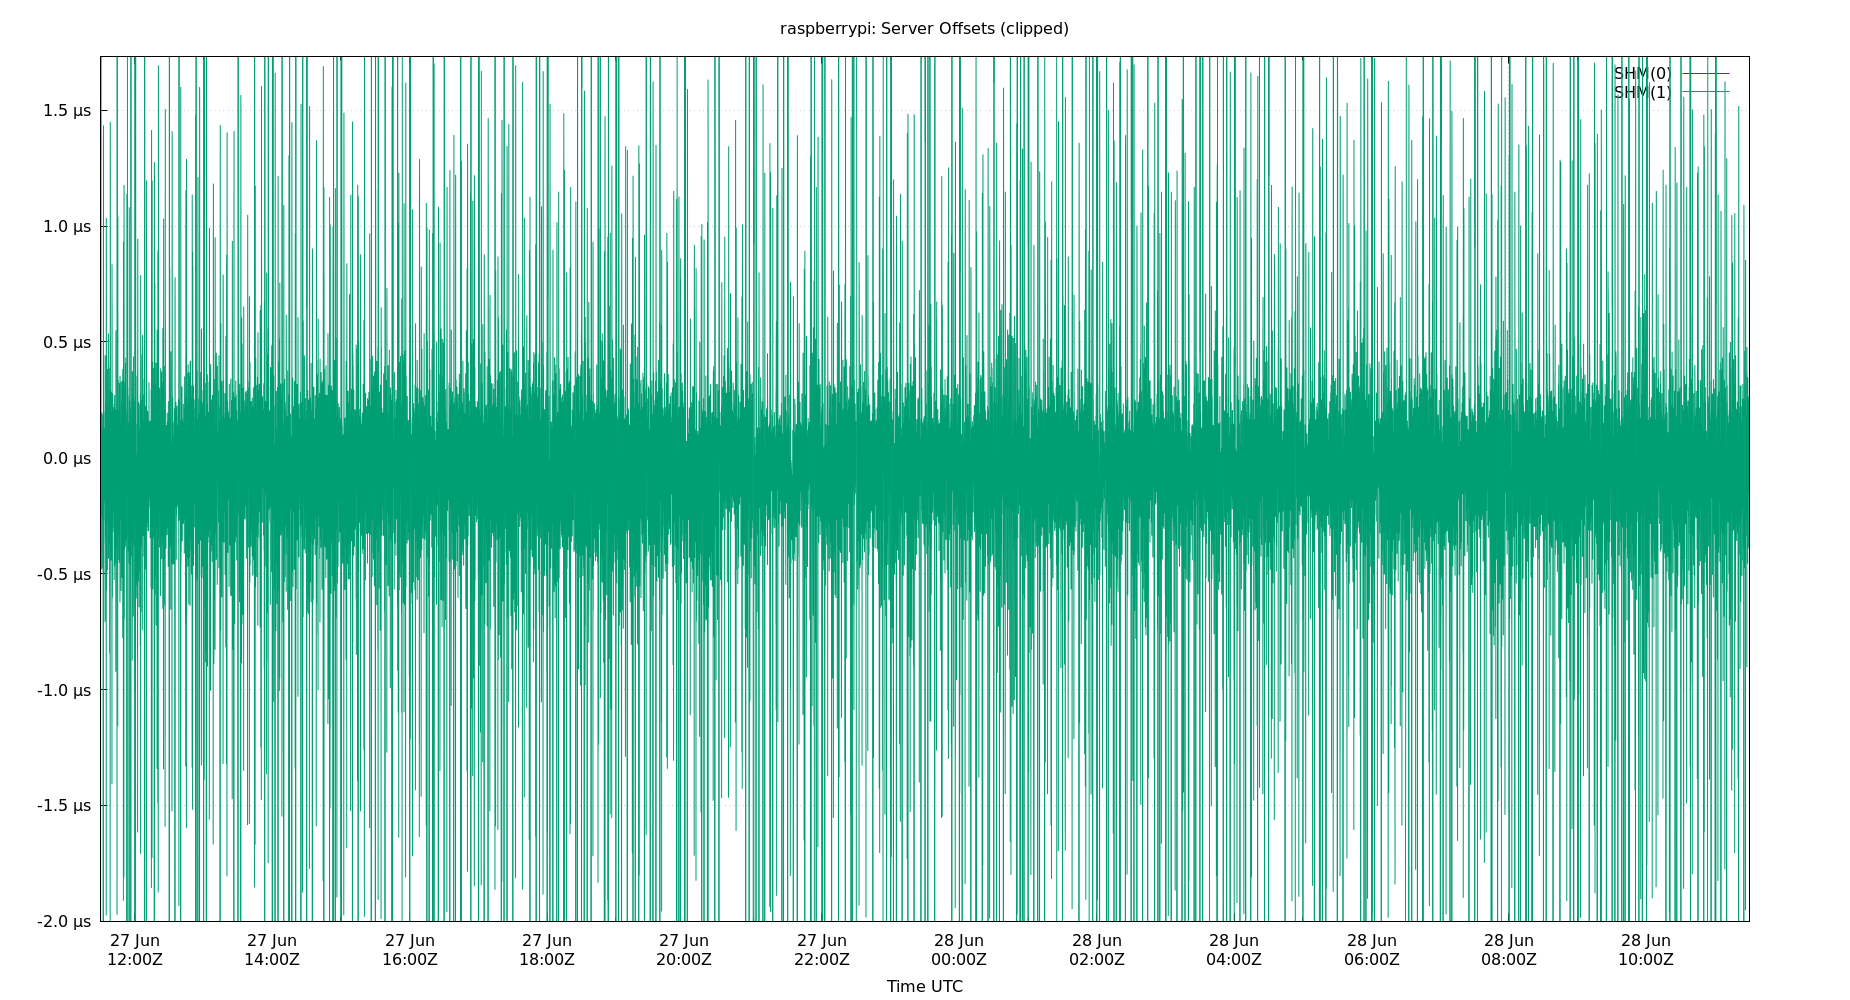 raspberrypi: Server Offsets (clipped)
SHM(0)
SHM(1)
1.5 µs
1.0 µs
0.5 µs
0.0 µs
-0.5 µs
-1.0 µs
-1.5 µs
-2.0 µs
27 Jun 27 Jun 27 Jun 27 Jun 27 Jun 27 Jun 28 Jun 28 Jun 28 Jun 28 Jun 28 Jun 28 Jun
12:00Z 14:00Z 16:00Z 18:00Z 20:00Z 22:00Z 00:00Z 02:00Z 04:00Z 06:00Z 08:00Z 10:00Z
Time UTC